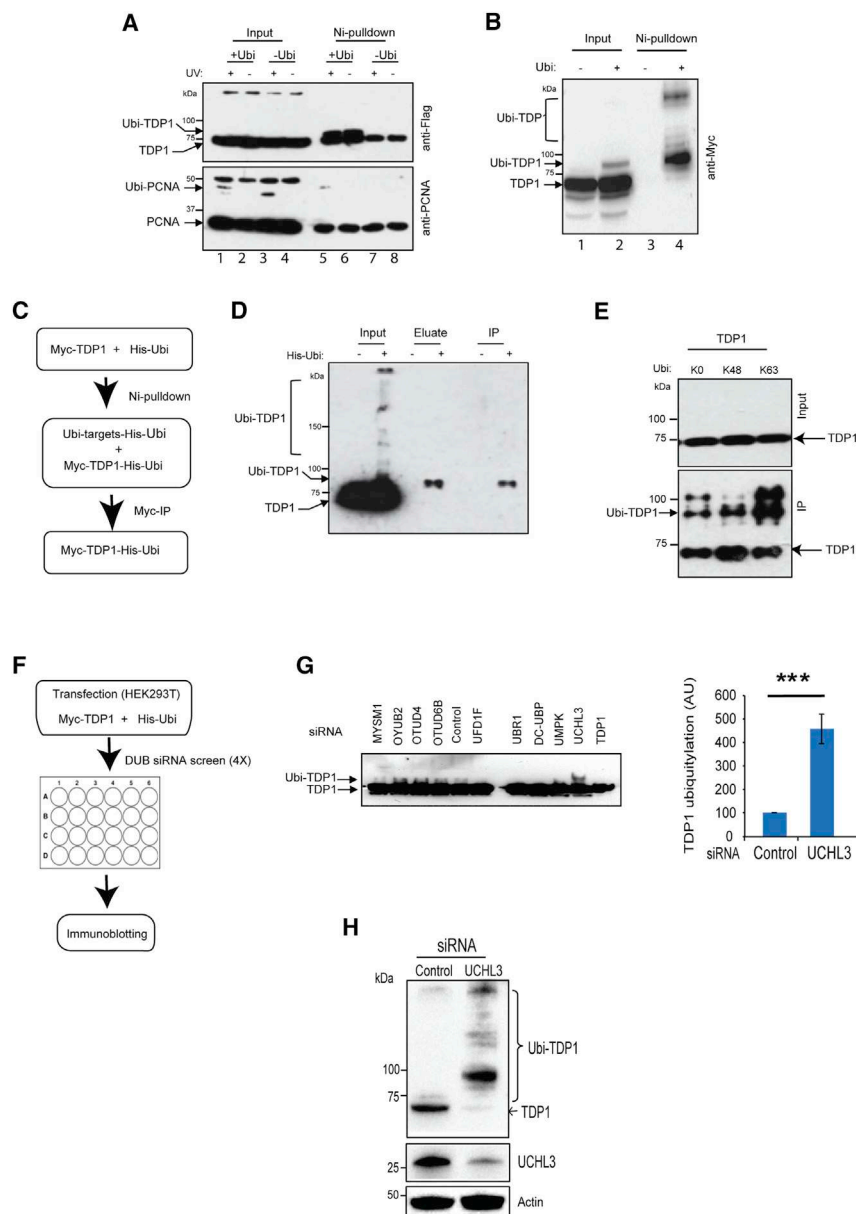 A
Input
Ni-pulldown
+Ubi
-Ubi
+Ubi
-Ubi
UV:
+ - + - + - + -
kDa
100
75
Ubi-TDP1
TDP1
anti-Flag
50
37
Ubi-PCNA
PCNA
anti-PCNA
1 2 3 4 5 6 7 8
B
Input
Ni-pulldown
Ubi:
- + - +
kDa
Ubi-TDP1
100
Ubi-TDP1
75
TDP1
anti-Myc
1 2 3 4
C
Myc-TDP1 + His-Ubi
Ni-pulldown
Ubi-targets-His-Ubi
+
Myc-TDP1-His-Ubi
Myc-IP
Myc-TDP1-His-Ubi
D
Input
Eluate
IP
His-Ubi:
- + - + - +
kDa
Ubi-TDP1
150
100
Ubi-TDP1
75
TDP1
E
TDP1
Ubi:
K0 K48 K63
kDa
100
75
TDP1
Input
100
Ubi-TDP1
75
TDP1
IP
F
Transfection (HEK293T)
Myc-TDP1 + His-Ubi
DUB siRNA screen (4X)
1 2 3 4 5 6
A
B
C
D
Immunoblotting
G
siRNA
MYSM1
OYUB2
OTUD4
OTUD6B
Control
UFD1F
UBR1
DC-UBP
UMPK
UCHL3
TDP1
Ubi-TDP1
TDP1
TDP1 ubiquitylation (AU)
700
600
500
400
300
200
100
0
***
siRNA
Control UCHL3
H
siRNA
Control UCHL3
kDa
100
75
Ubi-TDP1
TDP1
25
UCHL3
50
Actin